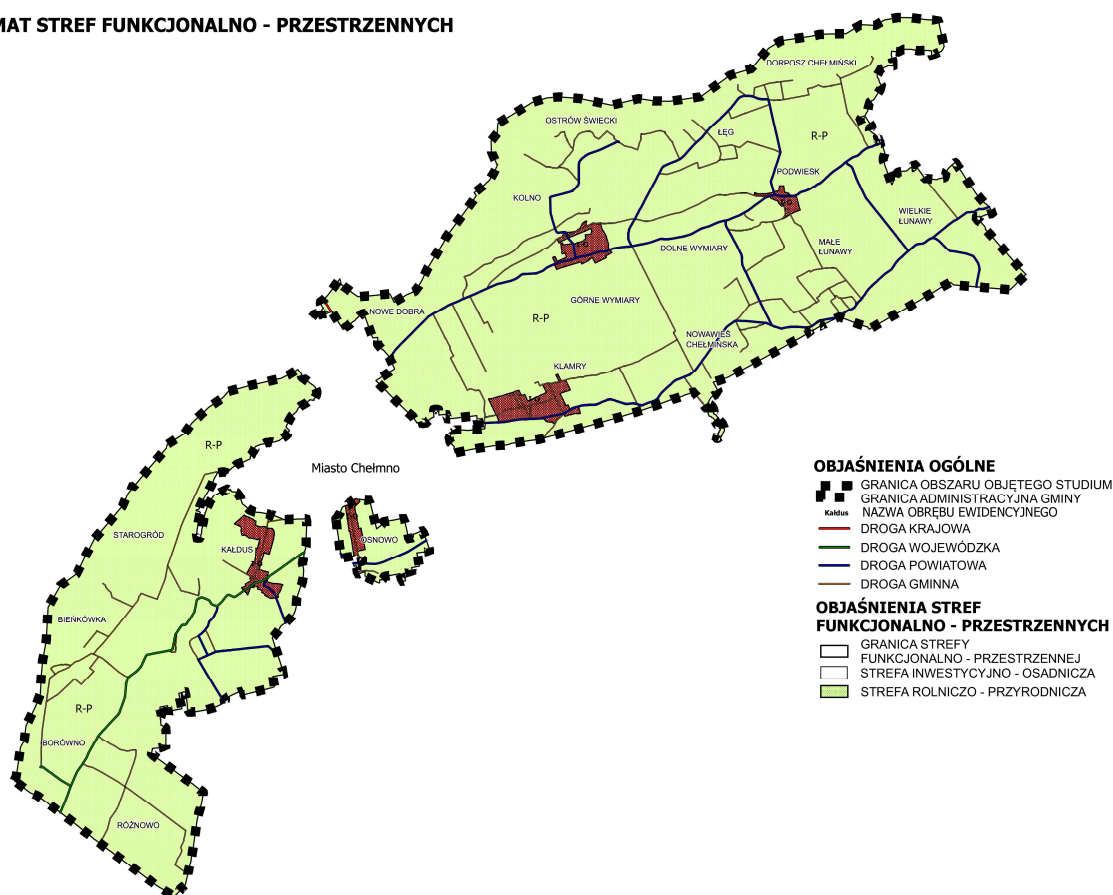 MAT STREF FUNKCJONALNO - PRZESTRZENNYCH
DORPOSZ CHEŁMIŃSKI
OSTRÓW ŚWIECKI
ŁĘG
R-P
PODWIESK
KOLNO
WIELKIE
ŁUNAWY
MAŁE
ŁUNAWY
DOLNE WYMIARY
GÓRNE WYMIARY
NOWE DOBRA
R-P
NOWAWIEŚ
CHEŁMIŃSKA
KLAMRY
R-P
Miasto Chełmno
STAROGRÓD
KAŁDUS
OSNOWO
BIEŃKÓWKA
R-P
BORÓWNO
RÓŻNOWO
OBJAŚNIENIA OGÓLNE
GRANICA OBSZARU OBJĘTEGO STUDIUM
GRANICA ADMINISTRACYJNA GMINY
Kałdus NAZWA OBRĘBU EWIDENCYJNEGO
DROGA KRAJOWA
DROGA WOJEWÓDZKA
DROGA POWIATOWA
DROGA GMINNA
OBJAŚNIENIA STREF
FUNKCJONALNO - PRZESTRZENNYCH
GRANICA STREFY
FUNKCJONALNO - PRZESTRZENNEJ
STREFA INWESTYCYJNO - OSADNICZA
STREFA ROLNICZO - PRZYRODNICZA